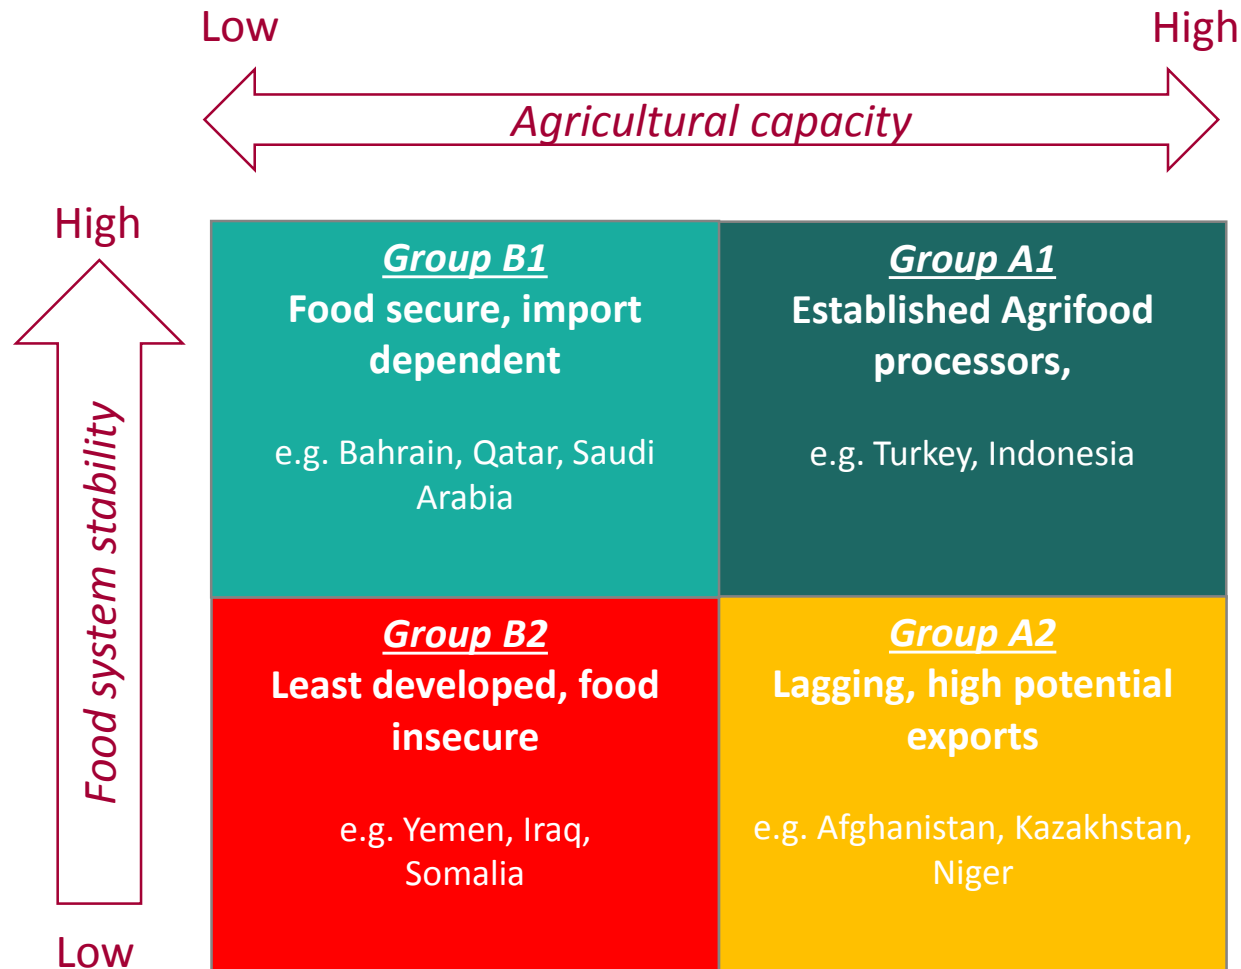 Low
High
Agricultural capacity
High
Food system stability
Low
Group B1
Food secure, import
dependent
e.g. Bahrain, Qatar, Saudi
Arabia
Group A1
Established Agrifood
processors,
e.g. Turkey, Indonesia
Group B2
Least developed, food
insecure
e.g. Yemen, Iraq,
Somalia
Group A2
Lagging, high potential
exports
e.g. Afghanistan, Kazakhstan,
Niger